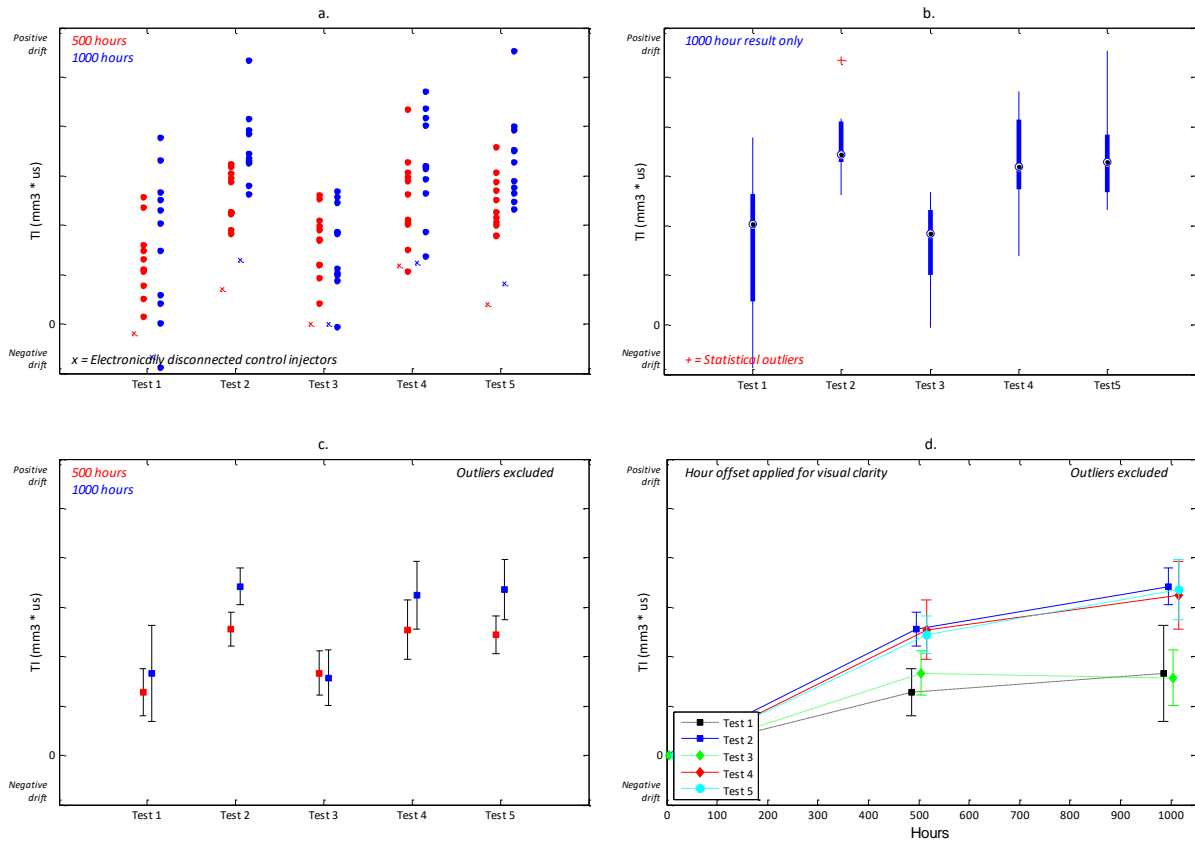 a.
Positive
drift
500 hours
1000 hours
TI (mm3 * us)
0
Negative
drift
x = Electronically disconnected control injectors
Test 1
Test 2
Test 3
Test 4
Test 5
b.
Positive
drift
1000 hour result only
TI (mm3 * us)
0
Negative
drift
+ = Statistical outliers
Test 1
Test 2
Test 3
Test 4
Test5
c.
Positive
drift
500 hours
1000 hours
Outliers excluded
TI (mm3 * us)
0
Negative
drift
Test 1
Test 2
Test 3
Test 4
Test 5
d.
Positive
drift
Hour offset applied for visual clarity
Outliers excluded
TI (mm3 * us)
0
Negative
drift
Test 1
Test 2
Test 3
Test 4
Test 5
0 100 200 300 400 500 600 700 800 900 1000
Hours